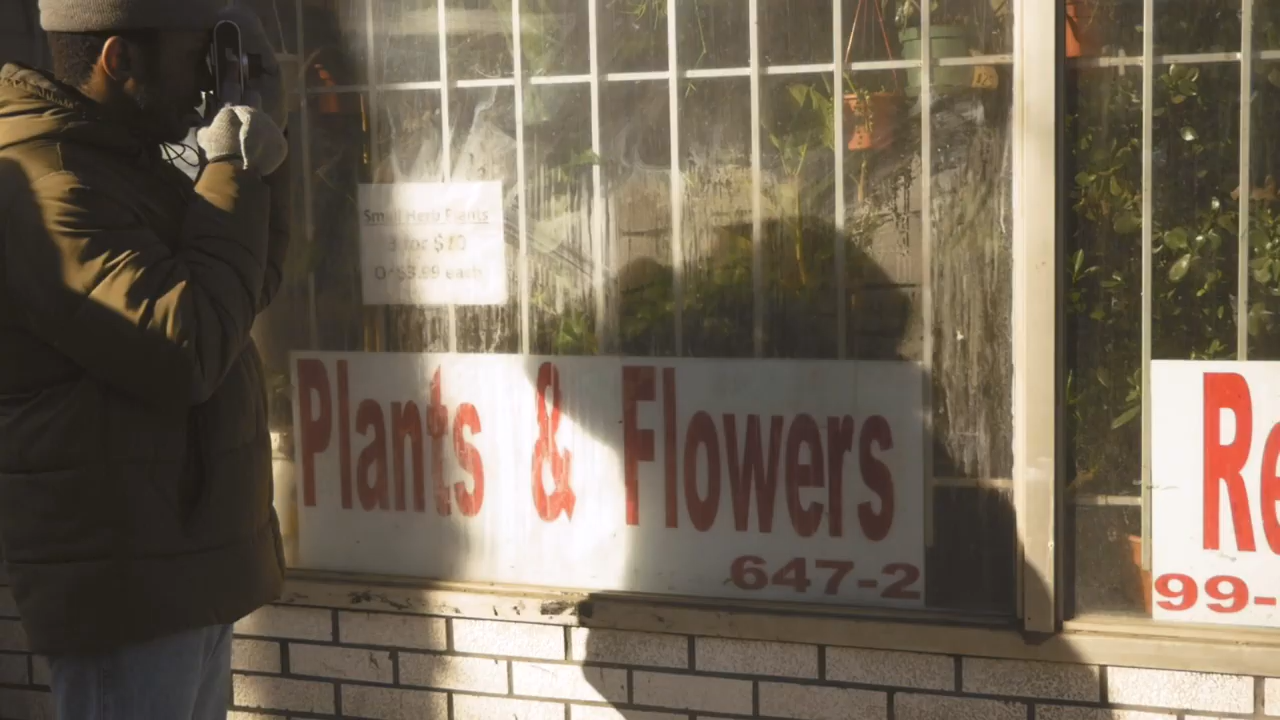 Small Herb Plants
3 for $10
Or $3.99 each
Plants & Flowers
647-2
Re
99-